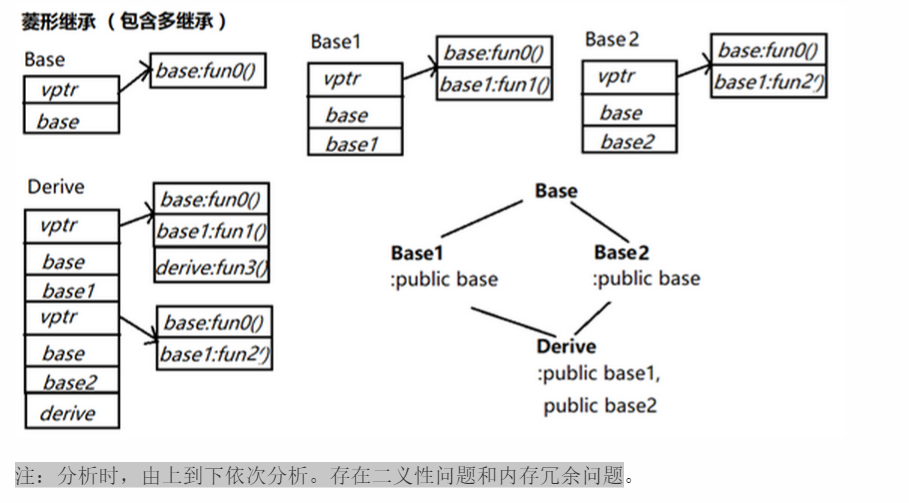 菱形继承（包含多继承）
Base
vptr
base
base:fun0()
Base1
vptr
base
base1
base:fun0()
base1:fun1()
Base2
vptr
base
base2
base:fun0()
base1:fun2()
Derive
vptr
base
base1
vptr
base
base2
derive
base:fun0()
base1:fun1()
derive:fun3()
base:fun0()
base1:fun2()
Base
Base1
:public base
Base2
:public base
Derive
:public base1,
public base2
注：分析时，由上到下依次分析。存在二义性问题和内存冗余问题。